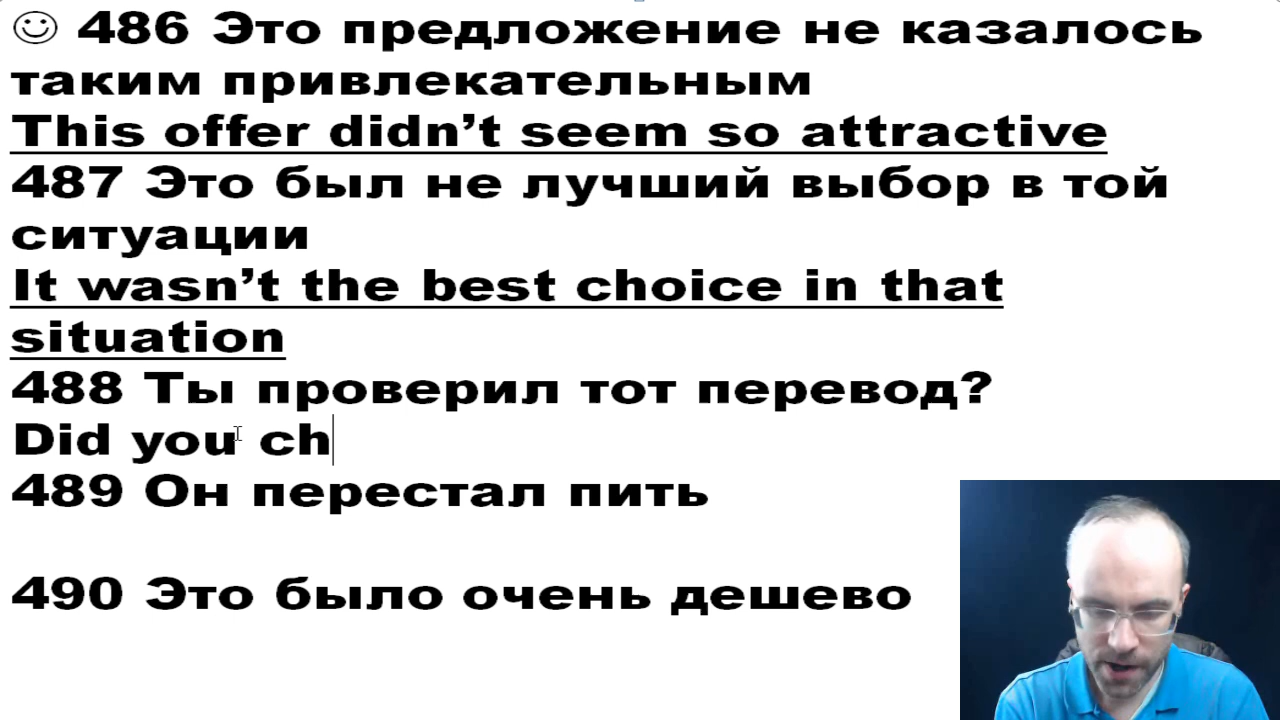 ☺ 486 Это предложение не казалось
таким привлекательным
This offer didn’t seem so attractive
487 Это был не лучший выбор в той
ситуации
It wasn’t the best choice in that
situation
488 Ты проверил тот перевод?
Did you ch
489 Он перестал пить
490 Это было очень дешево